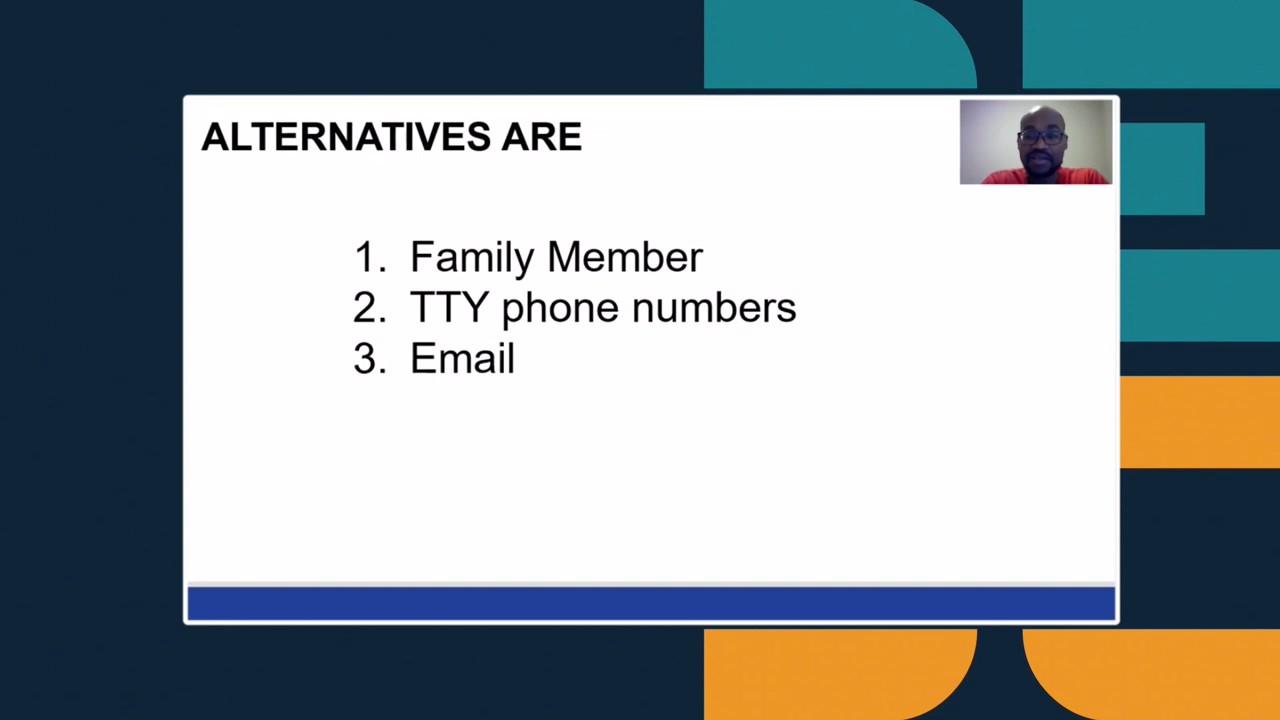 ALTERNATIVES ARE
1. Family Member
2. TTY phone numbers
3. Email